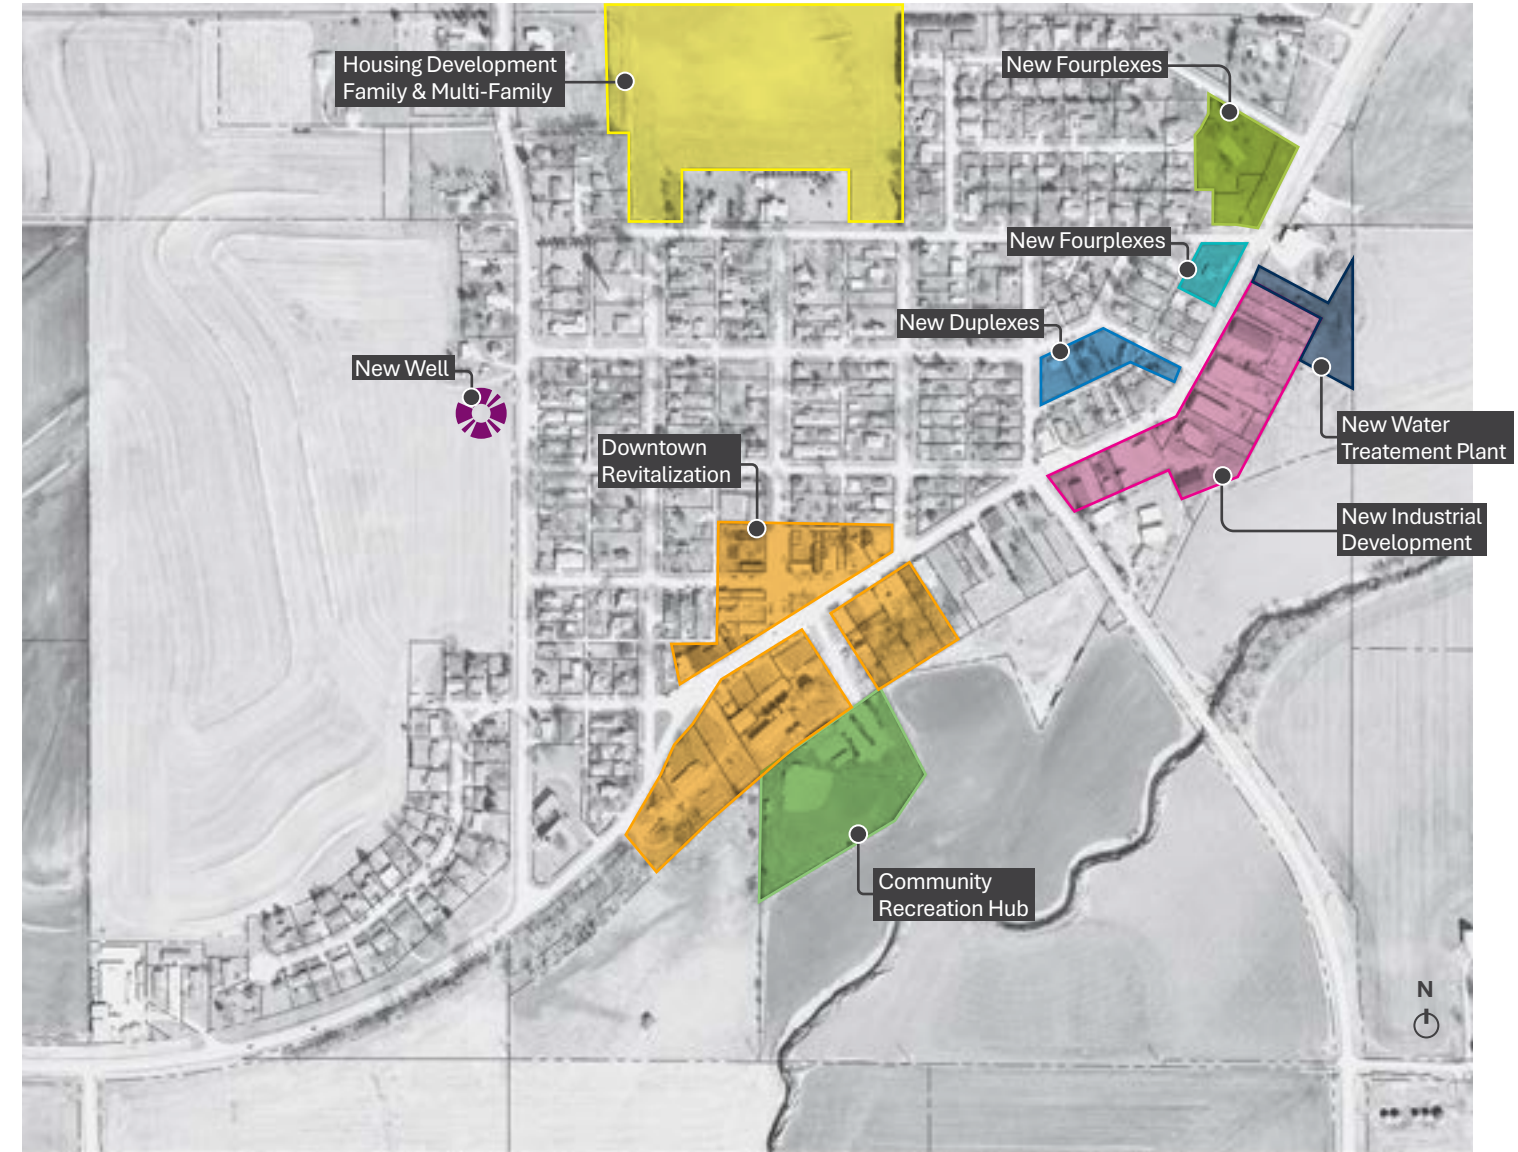 Housing Development
Family & Multi-Family
New Fourplexes
New Fourplexes
New Duplexes
New Well
Downtown
Revitalization
New Water
Treatement Plant
New Industrial
Development
Community
Recreation Hub
N